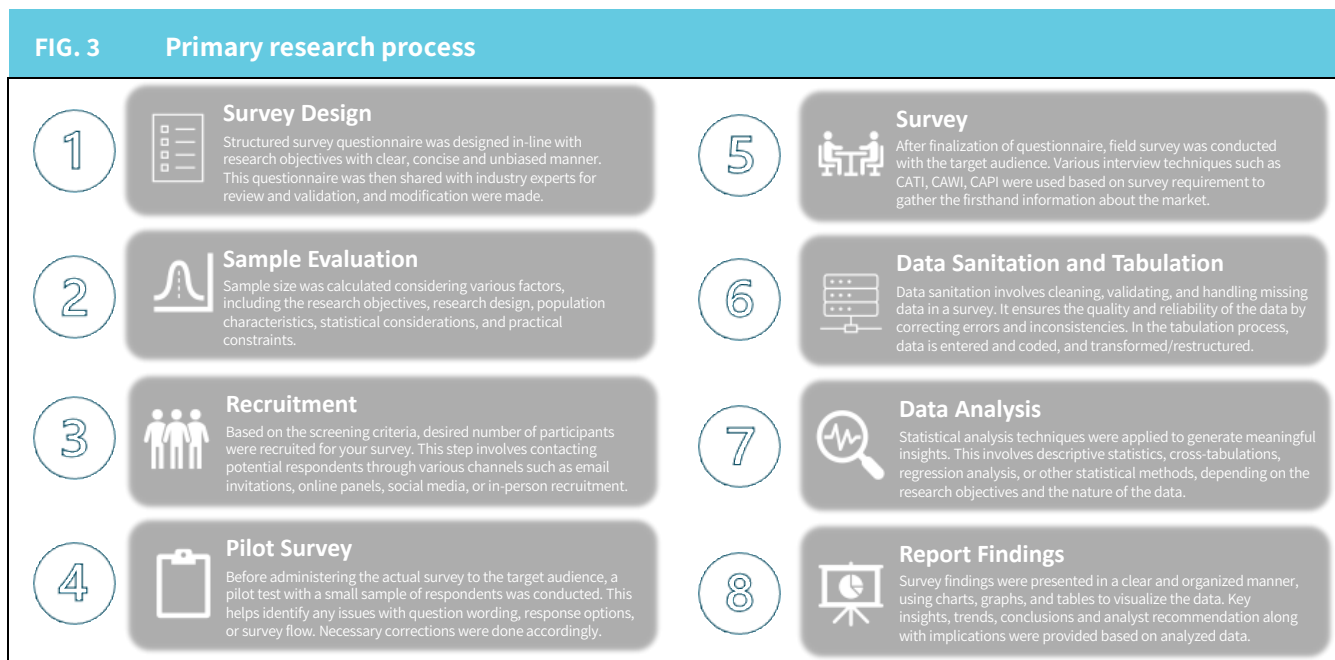 FIG. 3 Primary research process
1
Survey Design
Structured survey questionnaire was designed in-line with
research objectives with clear, concise and unbiased manner.
This questionnaire was then shared with industry experts for
review and validation, and modification were made.
2
Sample Evaluation
Sample size was calculated considering various factors,
including the research objectives, research design, population
characteristics, statistical considerations, and practical
constraints.
3
Recruitment
Based on the screening criteria, desired number of participants
were recruited for your survey. This step involves contacting
potential respondents through various channels such as email
invitations, online panels, social media, or in-person recruitment.
4
Pilot Survey
Before administering the actual survey to the target audience, a
pilot test with a small sample of respondents was conducted. This
helps identify any issues with question wording, response options,
or survey flow. Necessary corrections were done accordingly.
5
Survey
After finalization of questionnaire, field survey was conducted
with the target audience. Various interview techniques such as
CATI, CAWI, CAPI were used based on survey requirement to
gather the firsthand information about the market.
6
Data Sanitation and Tabulation
Data sanitation involves cleaning, validating, and handling missing
data in a survey. It ensures the quality and reliability of the data by
correcting errors and inconsistencies. In the tabulation process,
data is entered and coded, and transformed/restructured.
7
Data Analysis
Statistical analysis techniques were applied to generate meaningful
insights. This involves descriptive statistics, cross-tabulations,
regression analysis, or other statistical methods, depending on the
research objectives and the nature of the data.
8
Report Findings
Survey findings were presented in a clear and organized manner,
using charts, graphs, and tables to visualize the data. Key
insights, trends, conclusions and analyst recommendation along
with implications were provided based on analyzed data.